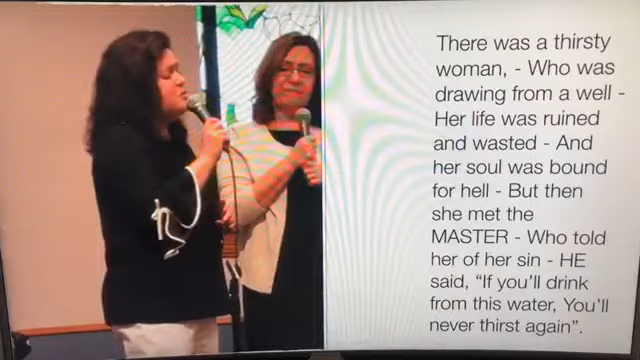 There was a thirsty
woman, - Who was
drawing from a well -
Her life was ruined
and wasted - And
her soul was bound
for hell - But then
she met the
MASTER - Who told
her of her sin - HE
said, “If you’ll drink
from this water, You’ll
never thirst again”.